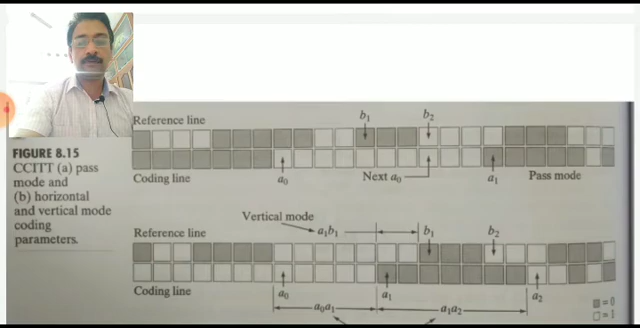 b1 b2
Reference line
FIGURE 8.15
CCITT (a) pass
mode and
(b) horizontal
and vertical mode
coding
parameters.
Coding line a0 Next a0 a1 Pass mode
Vertical mode
Reference line a1b1 b1 b2
Coding line a0 a1 a2
a0a1 a1a2
=0
=1